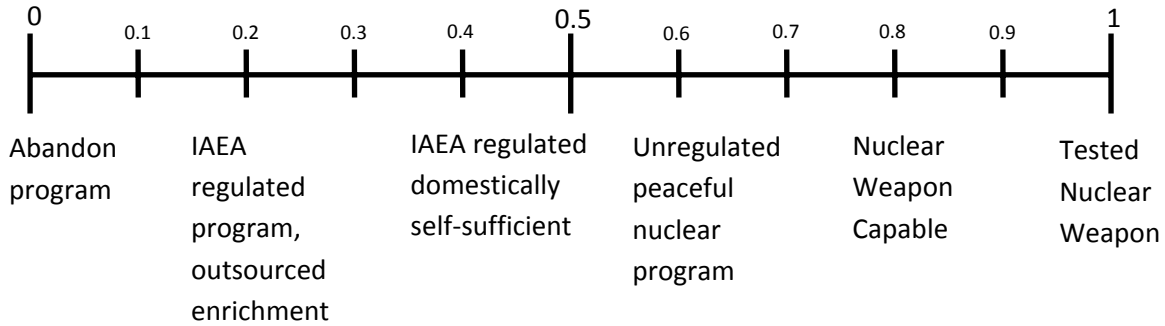 0
0.1
0.2
0.3
0.4
0.5
0.6
0.7
0.8
0.9
1
Abandon
program
IAEA
regulated
program,
outsourced
enrichment
IAEA regulated
domestically
self-sufficient
Unregulated
peaceful
nuclear
program
Nuclear
Weapon
Capable
Tested
Nuclear
Weapon